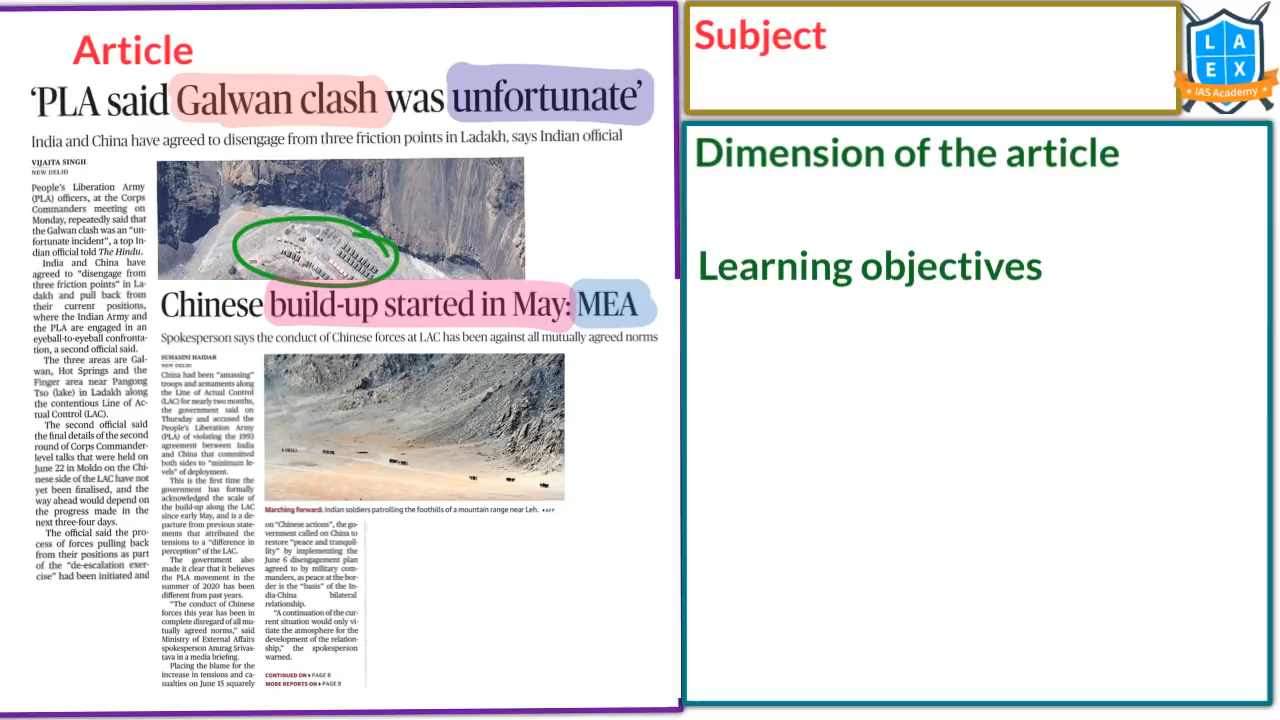 Article
‘PLA said Galwan clash was unfortunate’
India and China have agreed to disengage from three friction points in Ladakh, says Indian official
VIJAITA SINGH
NEW DELHI
People's Liberation Army
(PLA) officers, at the Corps
Commanders meeting on
Monday, repeatedly said that
the Galwan clash was an “un-
fortunate incident”, a top In-
dian official told The Hindu.
India and China have
agreed to “disengage from
three friction points” in La-
dakh and pull back from
their current positions,
where the Indian Army and
the PLA are engaged in an
eyeball-to-eyeball confronta-
tion, a second official said.
The three areas are Gal-
wan, Hot Springs and the
Finger area near Pangong
Tso (lake) in Ladakh along
the contentious Line of Ac-
tual Control (LAC).
The second official said
the final details of the second
round of Corps Commander-
level talks that were held on
June 22 in Moldo on the Chi-
nese side of the LAC have not
yet been finalised, and the
way ahead would depend on
the progress made in the
next three-four days.
The official said the pro-
cess of forces pulling back
from their positions as part
of the “de-escalation exer-
cise” had been initiated and
Chinese build-up started in May: MEA
Spokesperson says the conduct of Chinese forces at LAC has been against all mutually agreed norms
SUHASINI HAIDAR
NEW DELHI
China had been “amassing”
troops and armaments along
the Line of Actual Control
(LAC) for nearly two months,
the government said on
Thursday and accused the
People's Liberation Army
(PLA) of violating the 1993
agreement between India
and China that committed
both sides to “minimum le-
vels” of deployment.
This is the first time the
government has formally
acknowledged the scale of
the build-up along the LAC
since early May, and is a de-
parture from previous state-
ments that attributed the
tensions to a “difference in
perception” of the LAC.
The government also
made it clear that it believes
the PLA movement in the
summer of 2020 has been
different from past years.
“The conduct of Chinese
forces this year has been in
complete disregard of all mu-
tually agreed norms,” said
Ministry of External Affairs
spokesperson Anurag Srivas-
tava in a media briefing.
Placing the blame for the
increase in tensions and ca-
sualties on June 15 squarely
Marching forward: Indian soldiers patrolling the foothills of a mountain range near Leh. • AFP
on “Chinese actions”, the go-
vernment called on China to
restore “peace and tranquil-
lity” by implementing the
June 6 disengagement plan
agreed to by military com-
manders, as peace at the bor-
der is the “basis” of the In-
dia-China bilateral
relationship.
“A continuation of the cur-
rent situation would only vi-
tiate the atmosphere for the
development of the relation-
ship,” the spokesperson
warned.
CONTINUED ON ▸ PAGE 8
MORE REPORTS ON ▸ PAGE 9
Subject
L A
E X
IAS Academy
Dimension of the article
Learning objectives